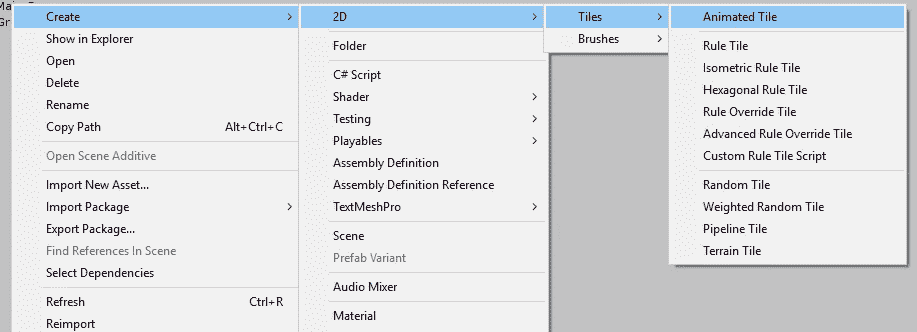 Create
Show in Explorer
Open
Delete
Rename
Copy Path Alt+Ctrl+C
Open Scene Additive
Import New Asset...
Import Package
Export Package...
Find References In Scene
Select Dependencies
Refresh Ctrl+R
Reimport
2D
Folder
C# Script
Shader
Testing
Playables
Assembly Definition
Assembly Definition Reference
TextMeshPro
Scene
Prefab Variant
Audio Mixer
Material
Tiles
Brushes
Animated Tile
Rule Tile
Isometric Rule Tile
Hexagonal Rule Tile
Rule Override Tile
Advanced Rule Override Tile
Custom Rule Tile Script
Random Tile
Weighted Random Tile
Pipeline Tile
Terrain Tile